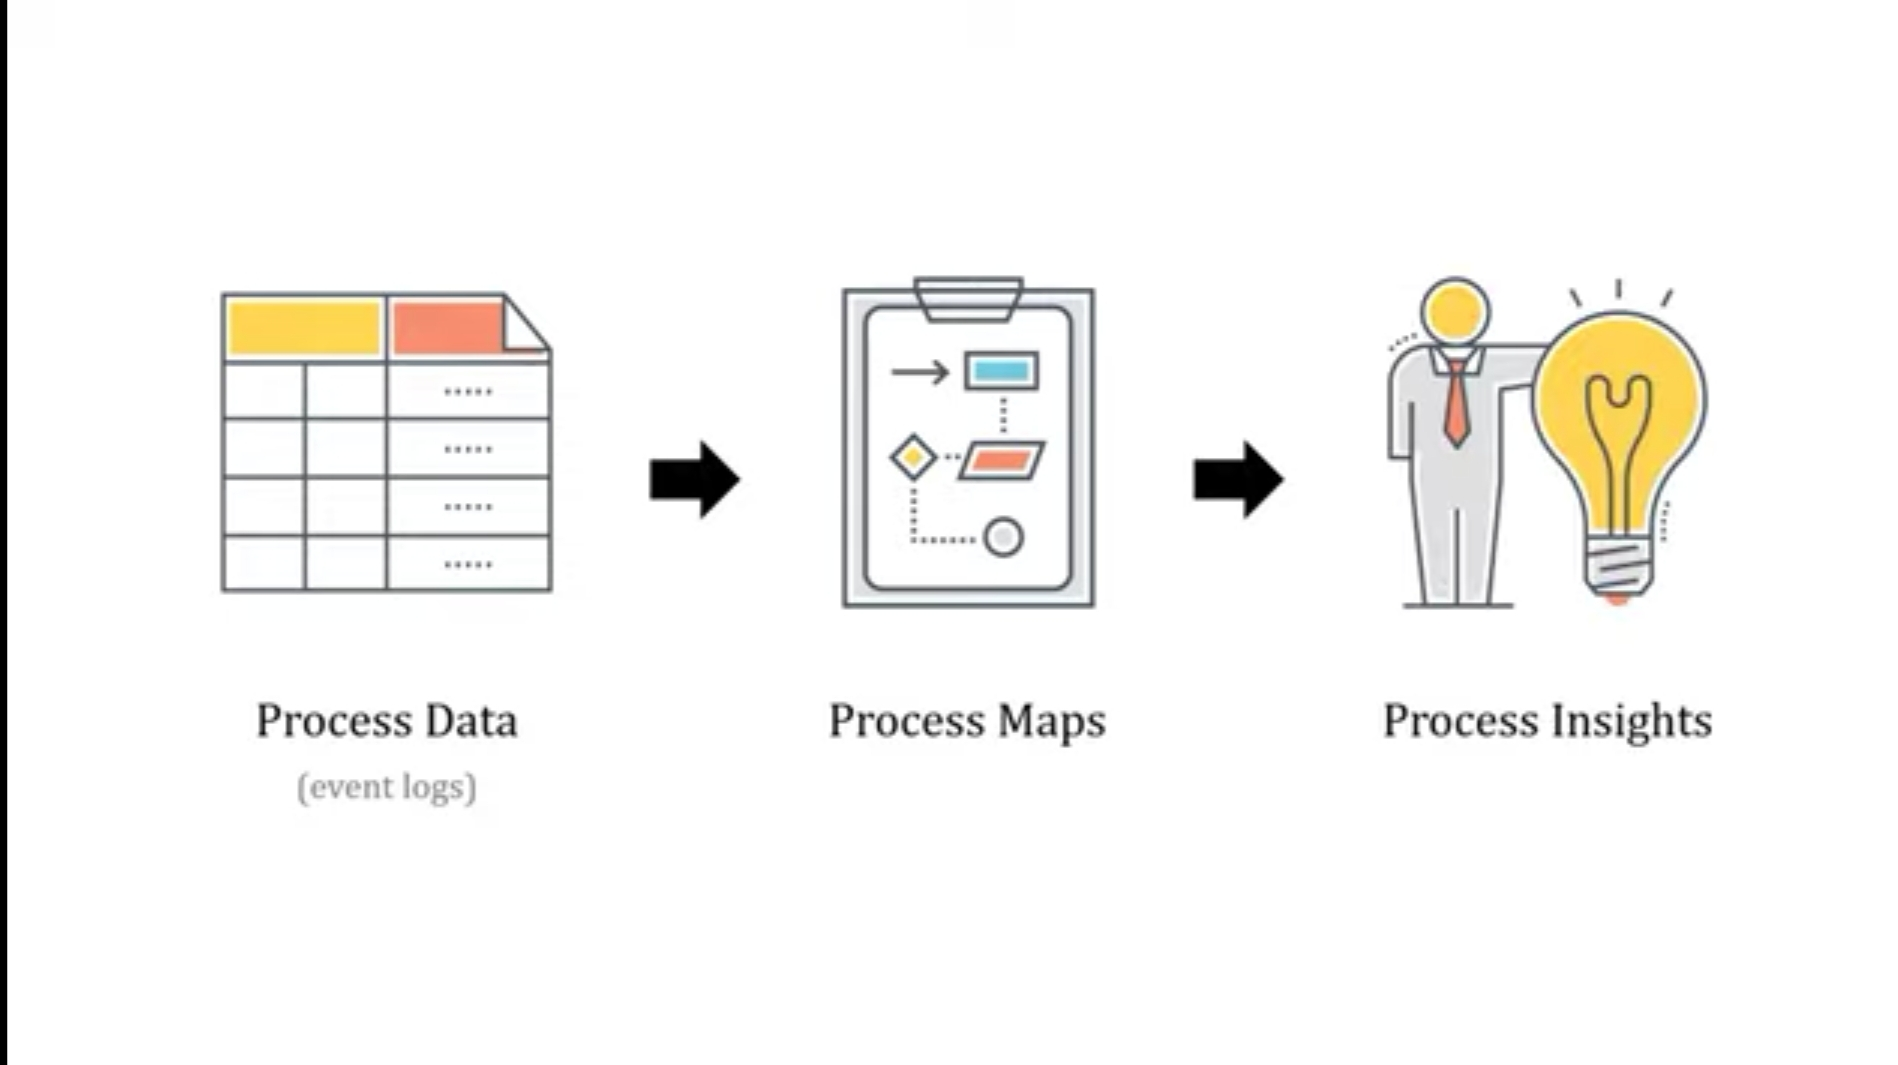 Process Data
(event logs)
Process Maps
Process Insights